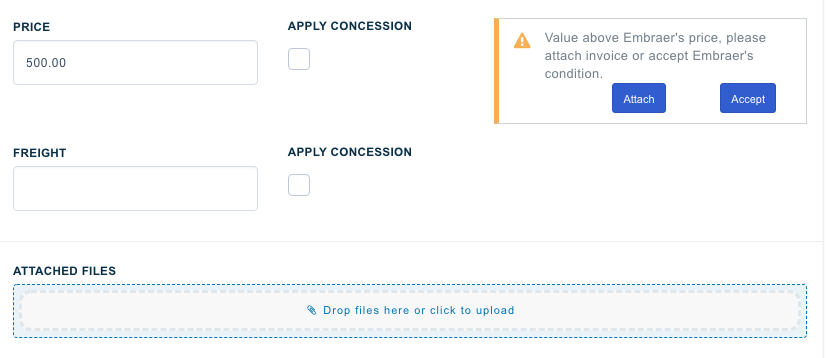 PRICE
APPLY CONCESSION
500.00
Value above Embraer's price, please
attach invoice or accept Embraer's
condition.
Attach
Accept
FREIGHT
APPLY CONCESSION
ATTACHED FILES
Drop files here or click to upload